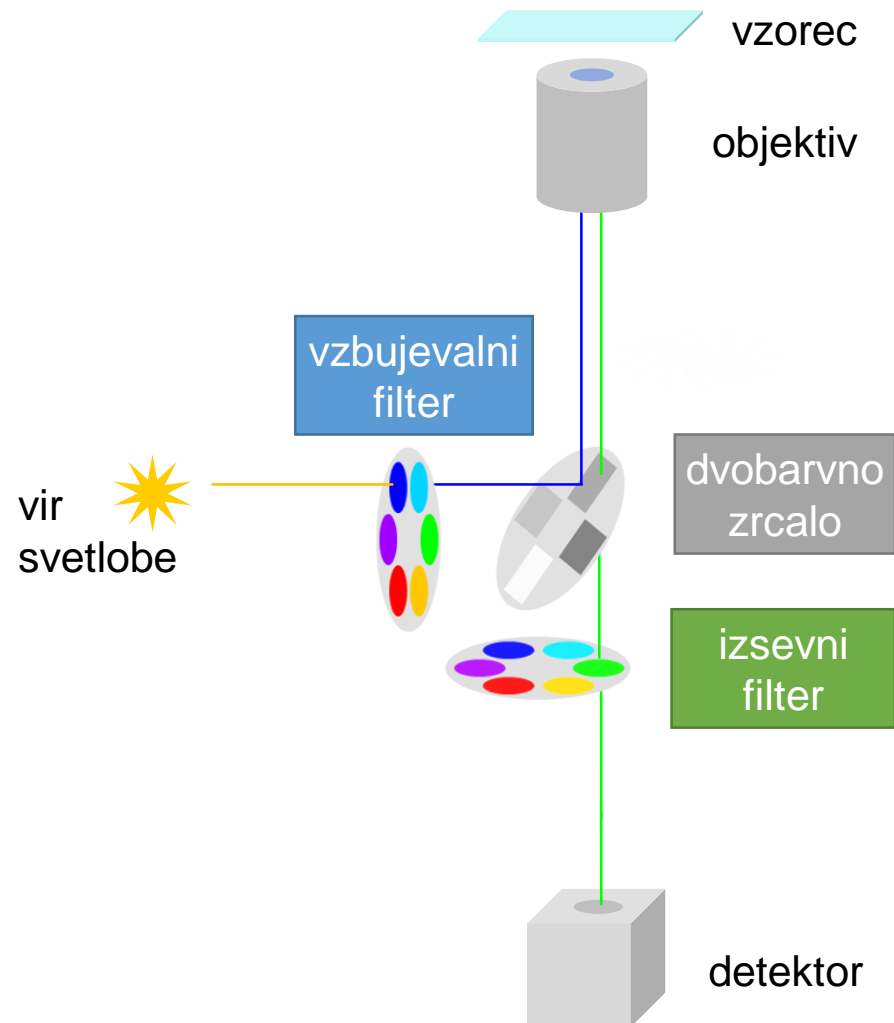 vzorec
objektiv
vzbujevalni
filter
dvobarvno
zrcalo
vir
svetlobe
izsevni
filter
detektor